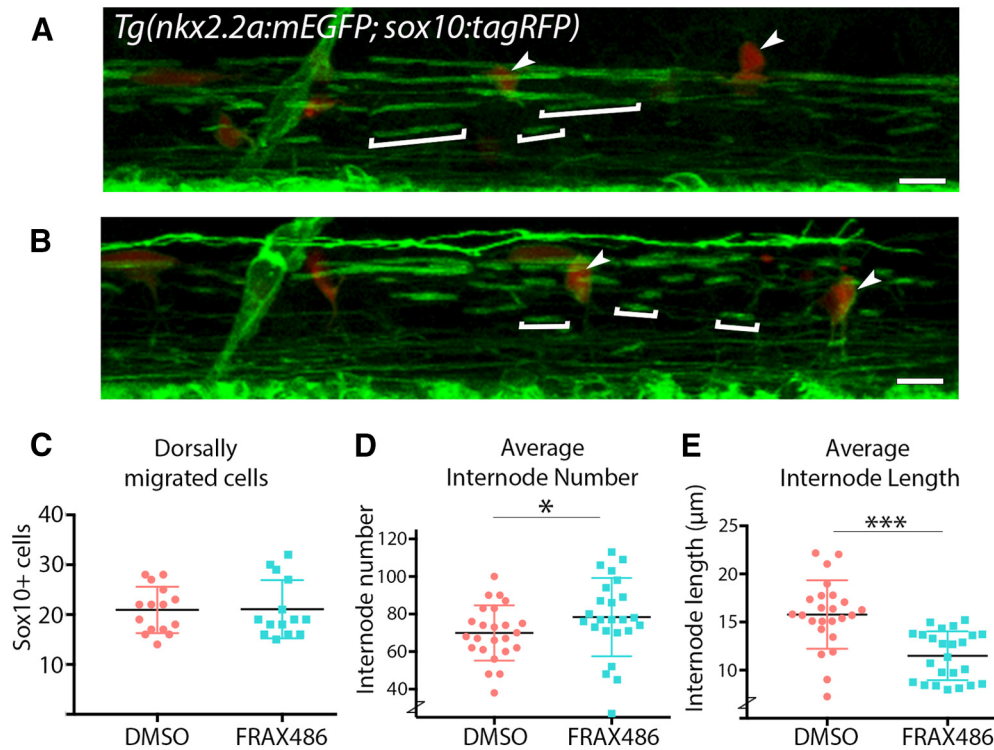 A
Tg(nkx2.2a:mEGFP; sox10:tagRFP)
B
C
Dorsally
migrated cells
Sox10+ cells
40
30
20
10
DMSO
FRAX486
D
Average
Internode Number
*
Internode number
120
100
80
60
40
DMSO
FRAX486
E
Average
Internode Length
***
Internode length (μm)
25
20
15
10
DMSO
FRAX486